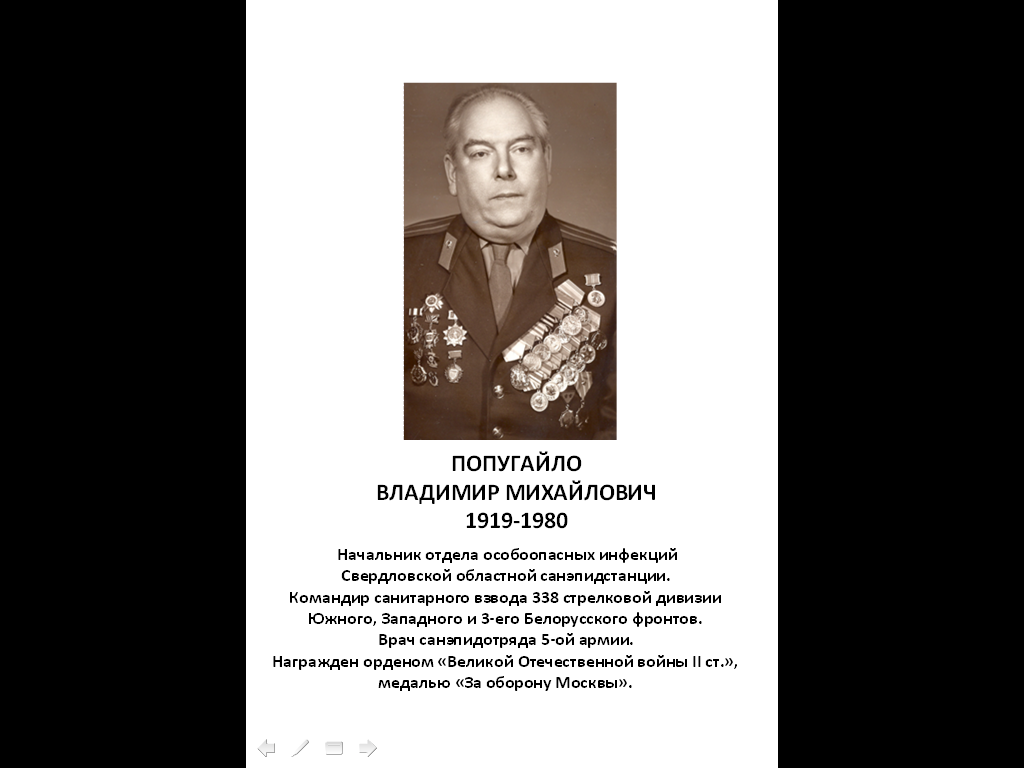 ПОПУГАЙЛО
ВЛАДИМИР МИХАЙЛОВИЧ
1919-1980
Начальник отдела особоопасных инфекций
Свердловской областной санэпидстанции.
Командир санитарного взвода 338 стрелковой дивизии
Южного, Западного и 3-его Белорусского фронтов.
Врач санэпидотряда 5-ой армии.
Награжден орденом «Великой Отечественной войны II ст.»,
медалью «За оборону Москвы».